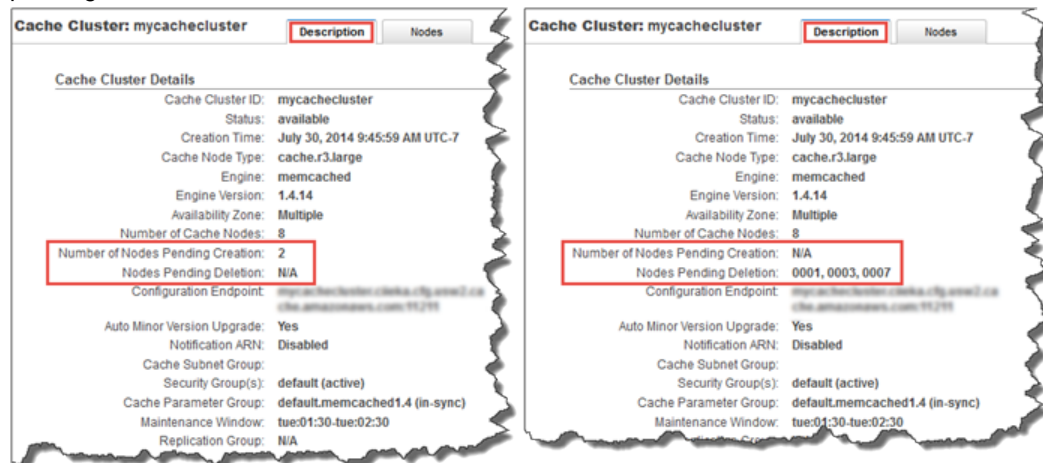 Cache Cluster: mycachecluster
Description
Nodes
Cache Cluster Details
Cache Cluster ID: mycachecluster
Status: available
Creation Time: July 30, 2014 9:45:59 AM UTC-7
Cache Node Type: cache.r3.large
Engine: memcached
Engine Version: 1.4.14
Availability Zone: Multiple
Number of Cache Nodes: 8
Number of Nodes Pending Creation: 2
Nodes Pending Deletion: N/A
Configuration Endpoint:
Auto Minor Version Upgrade: Yes
Notification ARN: Disabled
Cache Subnet Group:
Security Group(s): default (active)
Cache Parameter Group: default.memcached1.4 (in-sync)
Maintenance Window: tue:01:30-tue:02:30
Replication Group: N/A
Cache Cluster: mycachecluster
Description
Nodes
Cache Cluster Details
Cache Cluster ID: mycachecluster
Status: available
Creation Time: July 30, 2014 9:45:59 AM UTC-7
Cache Node Type: cache.r3.large
Engine: memcached
Engine Version: 1.4.14
Availability Zone: Multiple
Number of Cache Nodes: 8
Number of Nodes Pending Creation: N/A
Nodes Pending Deletion: 0001, 0003, 0007
Configuration Endpoint:
Auto Minor Version Upgrade: Yes
Notification ARN: Disabled
Cache Subnet Group:
Security Group(s): default (active)
Cache Parameter Group: default.memcached1.4 (in-sync)
Maintenance Window: tue:01:30-tue:02:30